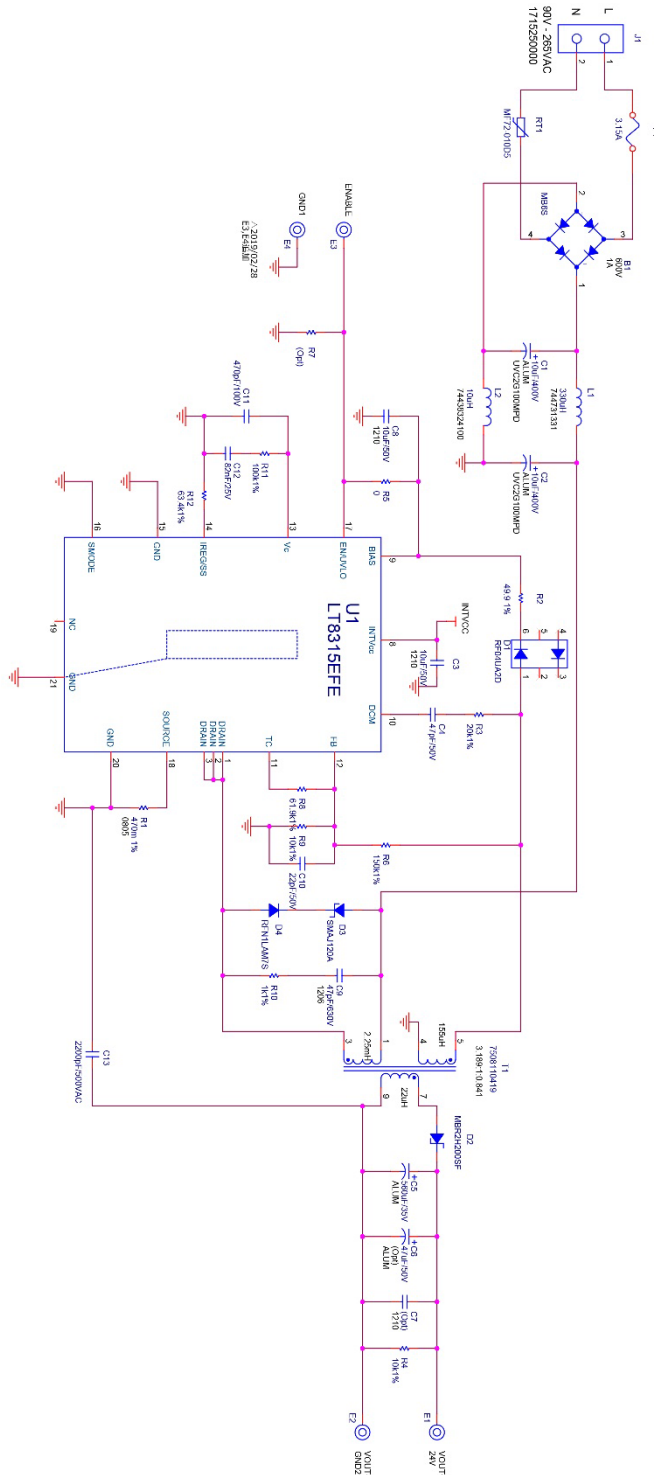 J1
L
N
1
2
90V - 265VAC
1715250000
3.15A
RT1
MF72 010D5
MB6S
2
3
4
1
B1
600V
1A
L1
330uH
744731331
C1
+10uF/400V
ALUM
UVC2G100MPD
C2
+10uF/400V
ALUM
UVC2G100MPD
L2
10uH
74438324100
ENABLE
E3
GND1
E4
△2019/02/28
R7
(Opt)
C8
10uF/50V
1210
R5
0
C11
470pF/100V
C12
82nF/25V
R11
100k1%
R12
63.4k1%
R2
49.9 1%
D1
RF04UA2D
6
5
4
1
2
3
INTVCC
C3
10uF/50V
1210
C4
47pF/50V
R3
20k1%
U1
LT8315EFE
BIAS
9
EN/UVLO
17
Vc
13
IREG/SS
14
GND
15
SMODE
16
INTVcc
8
DCM
10
NC
19
GND
21
FB
12
TC
11
DRAIN
1
DRAIN
2
DRAIN
3
SOURCE
18
GND
20
R1
470m 1%
0805
R8
61.9k1%
R9
10k1%
C10
22pF/50V
R6
150k1%
D3
SMAJ120A
D4
RFN1LAM7S
C9
47pF/630V
1206
R10
1k1%
T1
7508110419
3.189:1:0.841
155uH
2.25mH
22uH
5
4
1
3
7
9
C13
2200pF/500VAC
D2
MBR2H200SF
+C5
560uF/35V
ALUM
+C6
47uF/50V
(Opt)
ALUM
C7
(Opt)
1210
R4
10k1%
E1
VOUT
24V
E2
VOUT
GND2